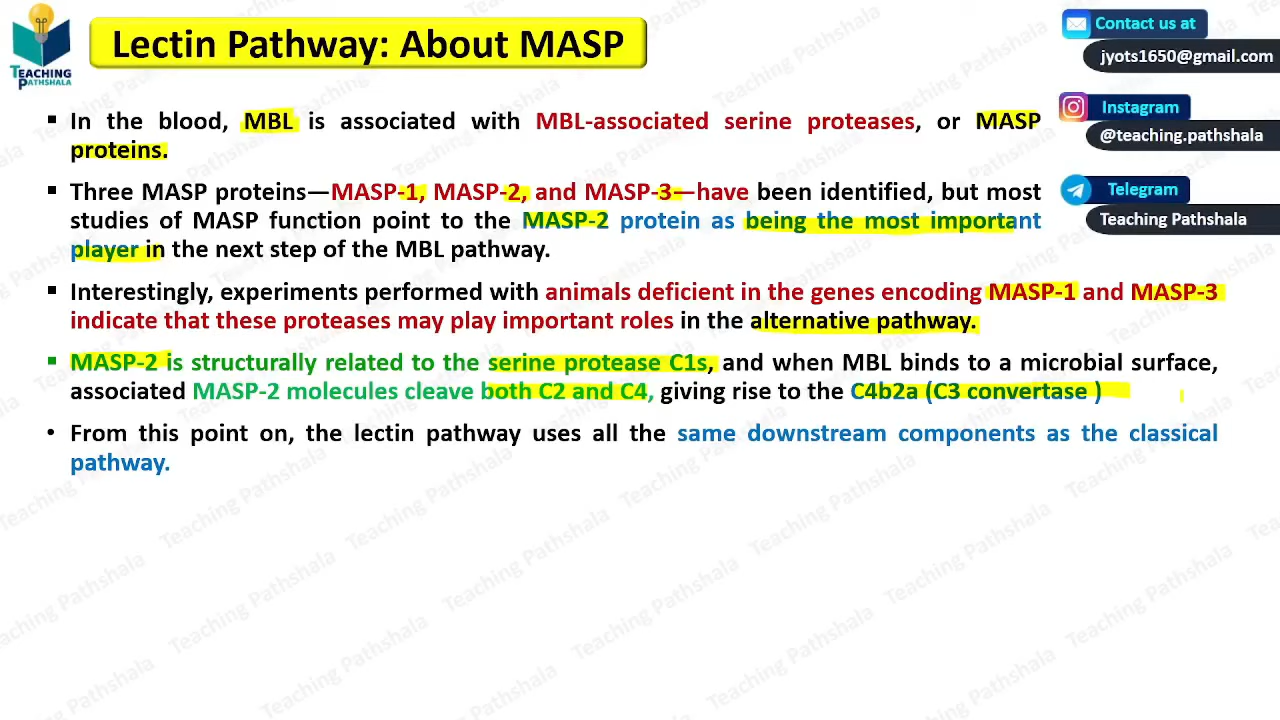 TEACHING
PATHSHALA
Lectin Pathway: About MASP
Contact us at
jyots1650@gmail.com
Instagram
@teaching.pathshala
Telegram
Teaching Pathshala
▪ In the blood, MBL is associated with MBL-associated serine proteases, or MASP
proteins.
▪ Three MASP proteins—MASP-1, MASP-2, and MASP-3—have been identified, but most
studies of MASP function point to the MASP-2 protein as being the most important
player in the next step of the MBL pathway.
▪ Interestingly, experiments performed with animals deficient in the genes encoding MASP-1 and MASP-3
indicate that these proteases may play important roles in the alternative pathway.
▪ MASP-2 is structurally related to the serine protease C1s, and when MBL binds to a microbial surface,
associated MASP-2 molecules cleave both C2 and C4, giving rise to the C4b2a (C3 convertase )
• From this point on, the lectin pathway uses all the same downstream components as the classical
pathway.